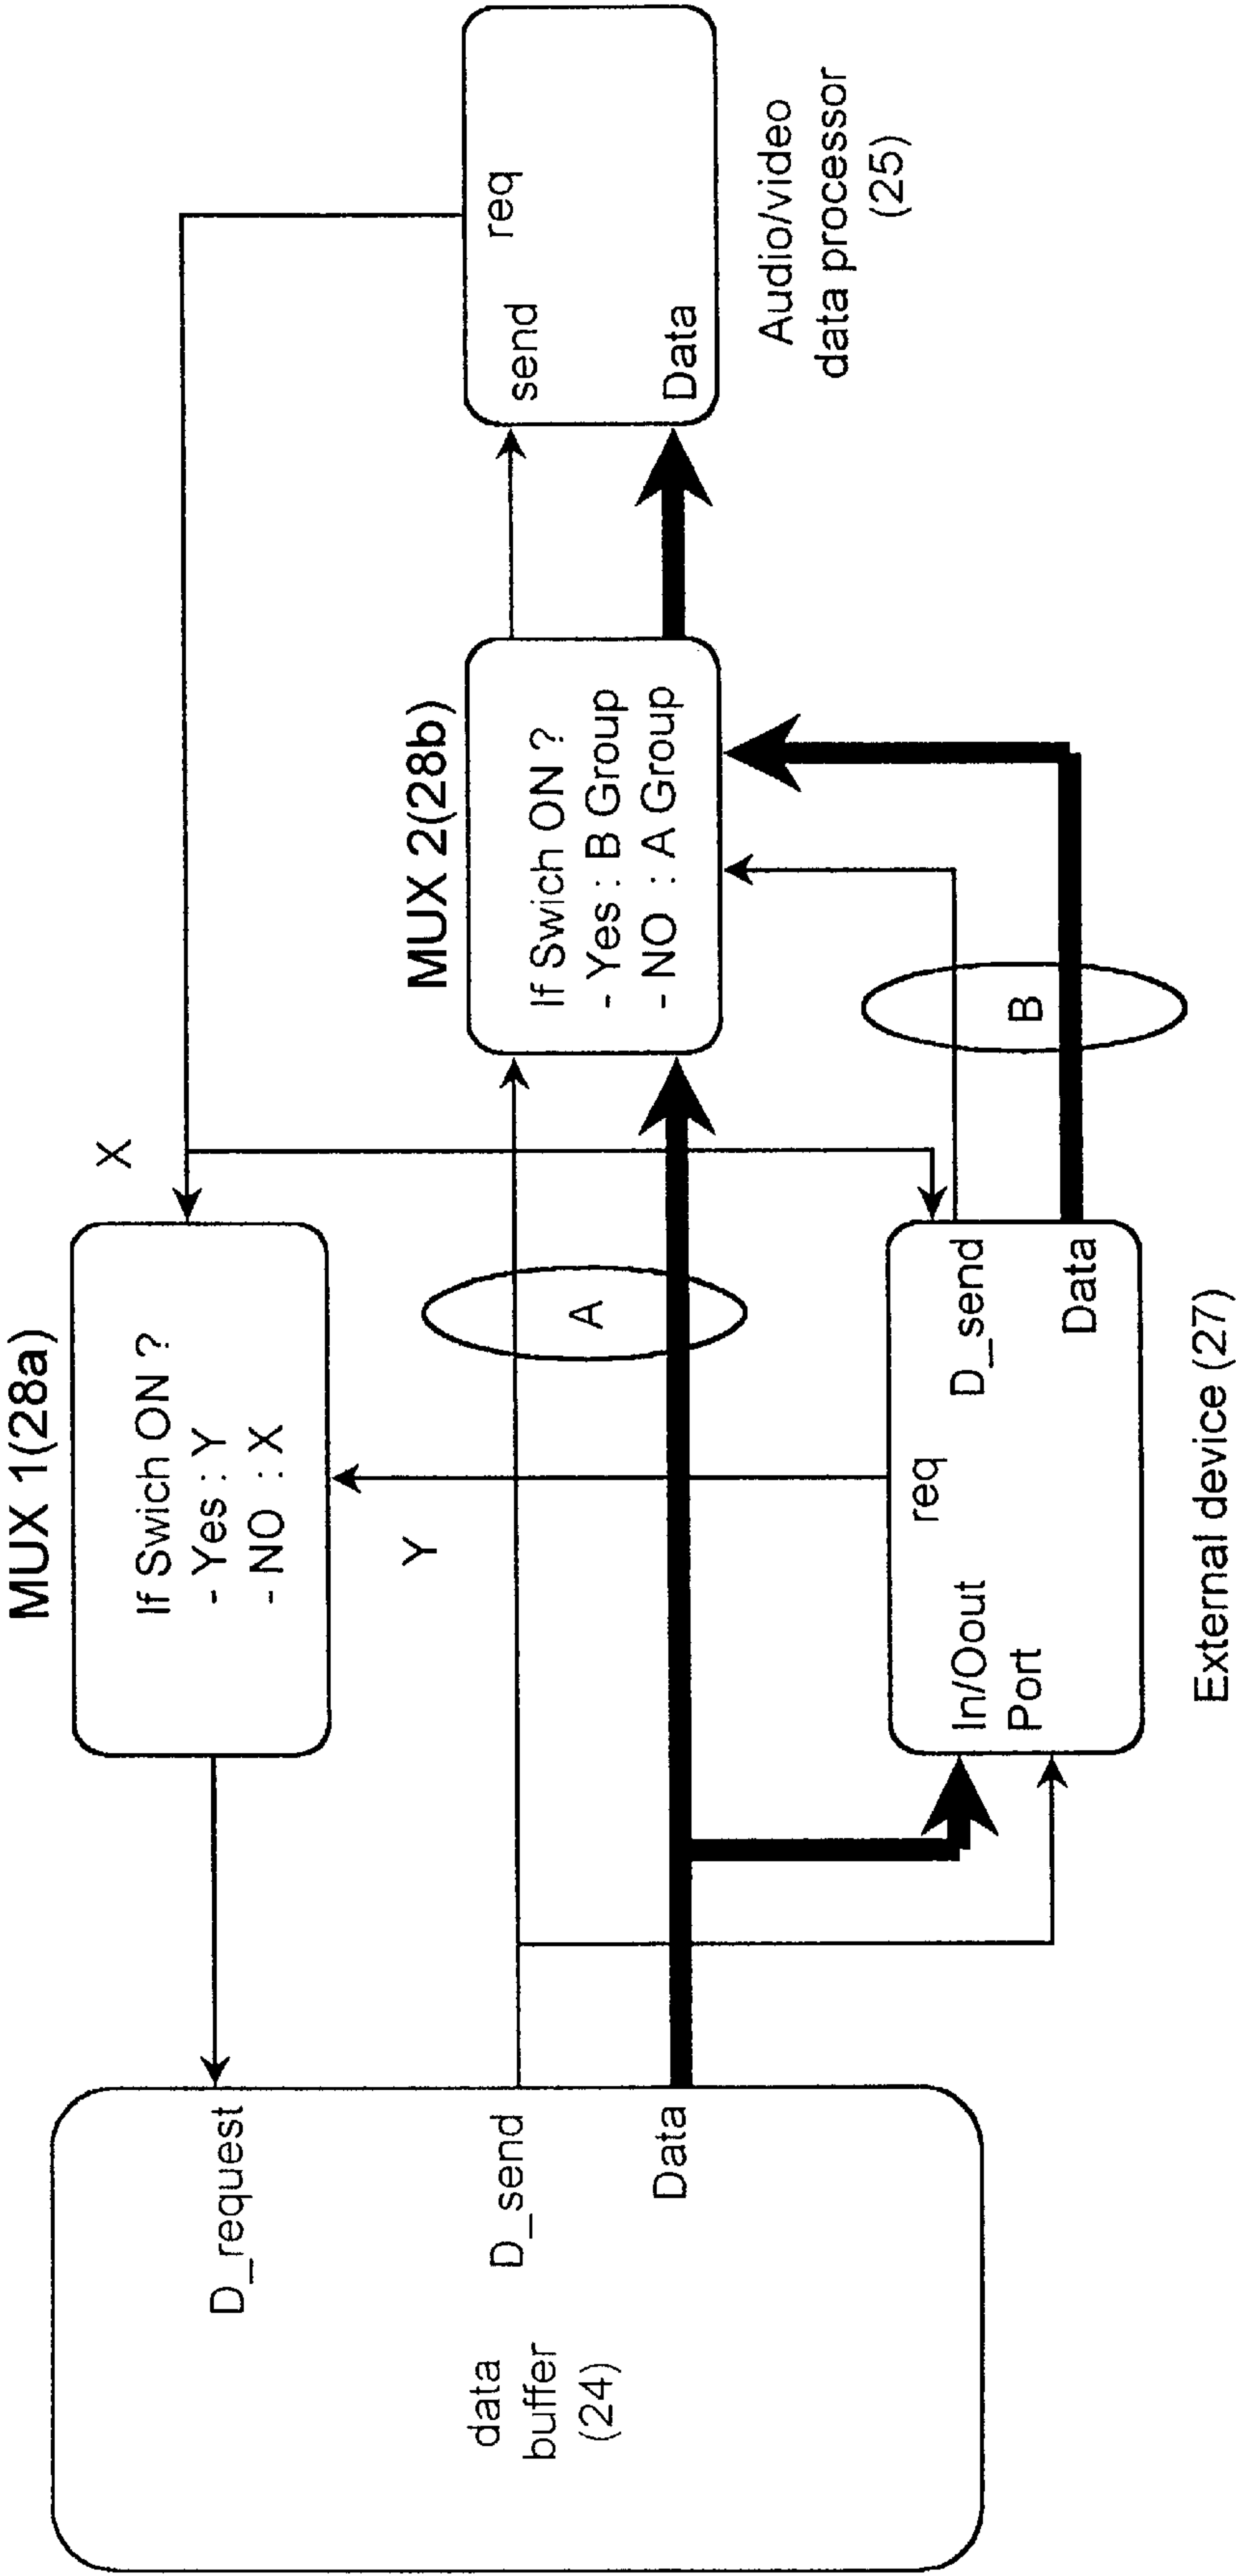 MUX 1(28a)
If Swich ON ?
- Yes : Y
- NO : X
X
Y
D_request
D_send
Data
data
buffer
(24)
A
MUX 2(28b)
If Swich ON ?
- Yes : B Group
- NO : A Group
send
req
Data
Audio/video
data processor
(25)
B
In/Oout
Port
req
D_send
Data
External device (27)